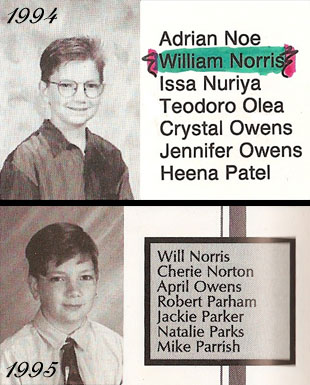 1994
Adrian Noe
William Norris
Issa Nuriya
Teodoro Olea
Crystal Owens
Jennifer Owens
Heena Patel
Will Norris
Cherie Norton
April Owens
Robert Parham
Jackie Parker
Natalie Parks
Mike Parrish
1995